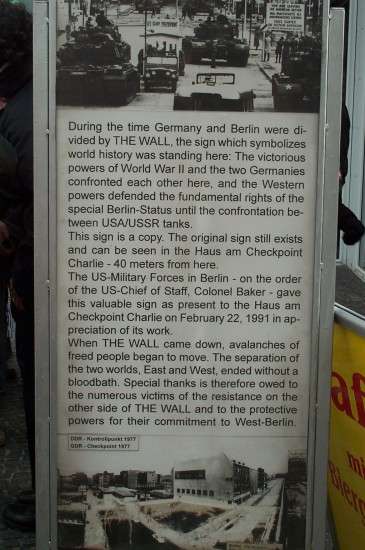 During the time Germany and Berlin were di-
vided by THE WALL, the sign which symbolizes
world history was standing here: The victorious
powers of World War II and the two Germanies
confronted each other here, and the Western
powers defended the fundamental rights of the
special Berlin-Status until the confrontation be-
tween USA/USSR tanks.
This sign is a copy. The original sign still exists
and can be seen in the Haus am Checkpoint
Charlie - 40 meters from here.
The US-Military Forces in Berlin - on the order
of the US-Chief of Staff, Colonel Baker - gave
this valuable sign as present to the Haus am
Checkpoint Charlie on February 22, 1991 in ap-
preciation of its work.
When THE WALL came down, avalanches of
freed people began to move. The separation of
the two worlds, East and West, ended without a
bloodbath. Special thanks is therefore owed to
the numerous victims of the resistance on the
other side of THE WALL and to the protective
powers for their commitment to West-Berlin.
DDR - Kontrollpunkt 1977
GDR - Checkpoint 1977
af
mi
Bierg